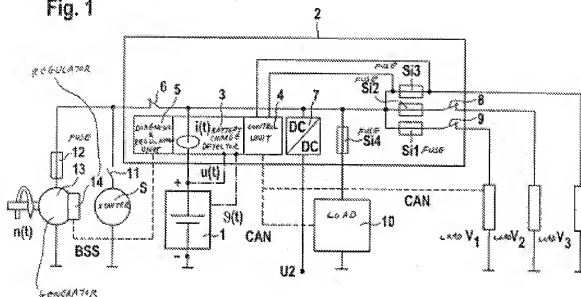 Fig. 1
2
REGULATOR
6
5
3
4
7
FUSE
Si3
FUSE
Si2
8
9
FUSE
12
13
14
11
S
STARTER
DIAGNOSIS
REGULATING
UNIT
i(t)
BATTERY
CHARGE
DETECTOR
CONTROL
UNIT
DC
DC
FUSE
Si4
Si1 FUSE
u(t)
n(t)
BSS
+
-
1
ϑ(t)
CAN
CAN
U2
LOAD
10
LOAD V1
LOAD V2
LOAD V3
GENERATOR